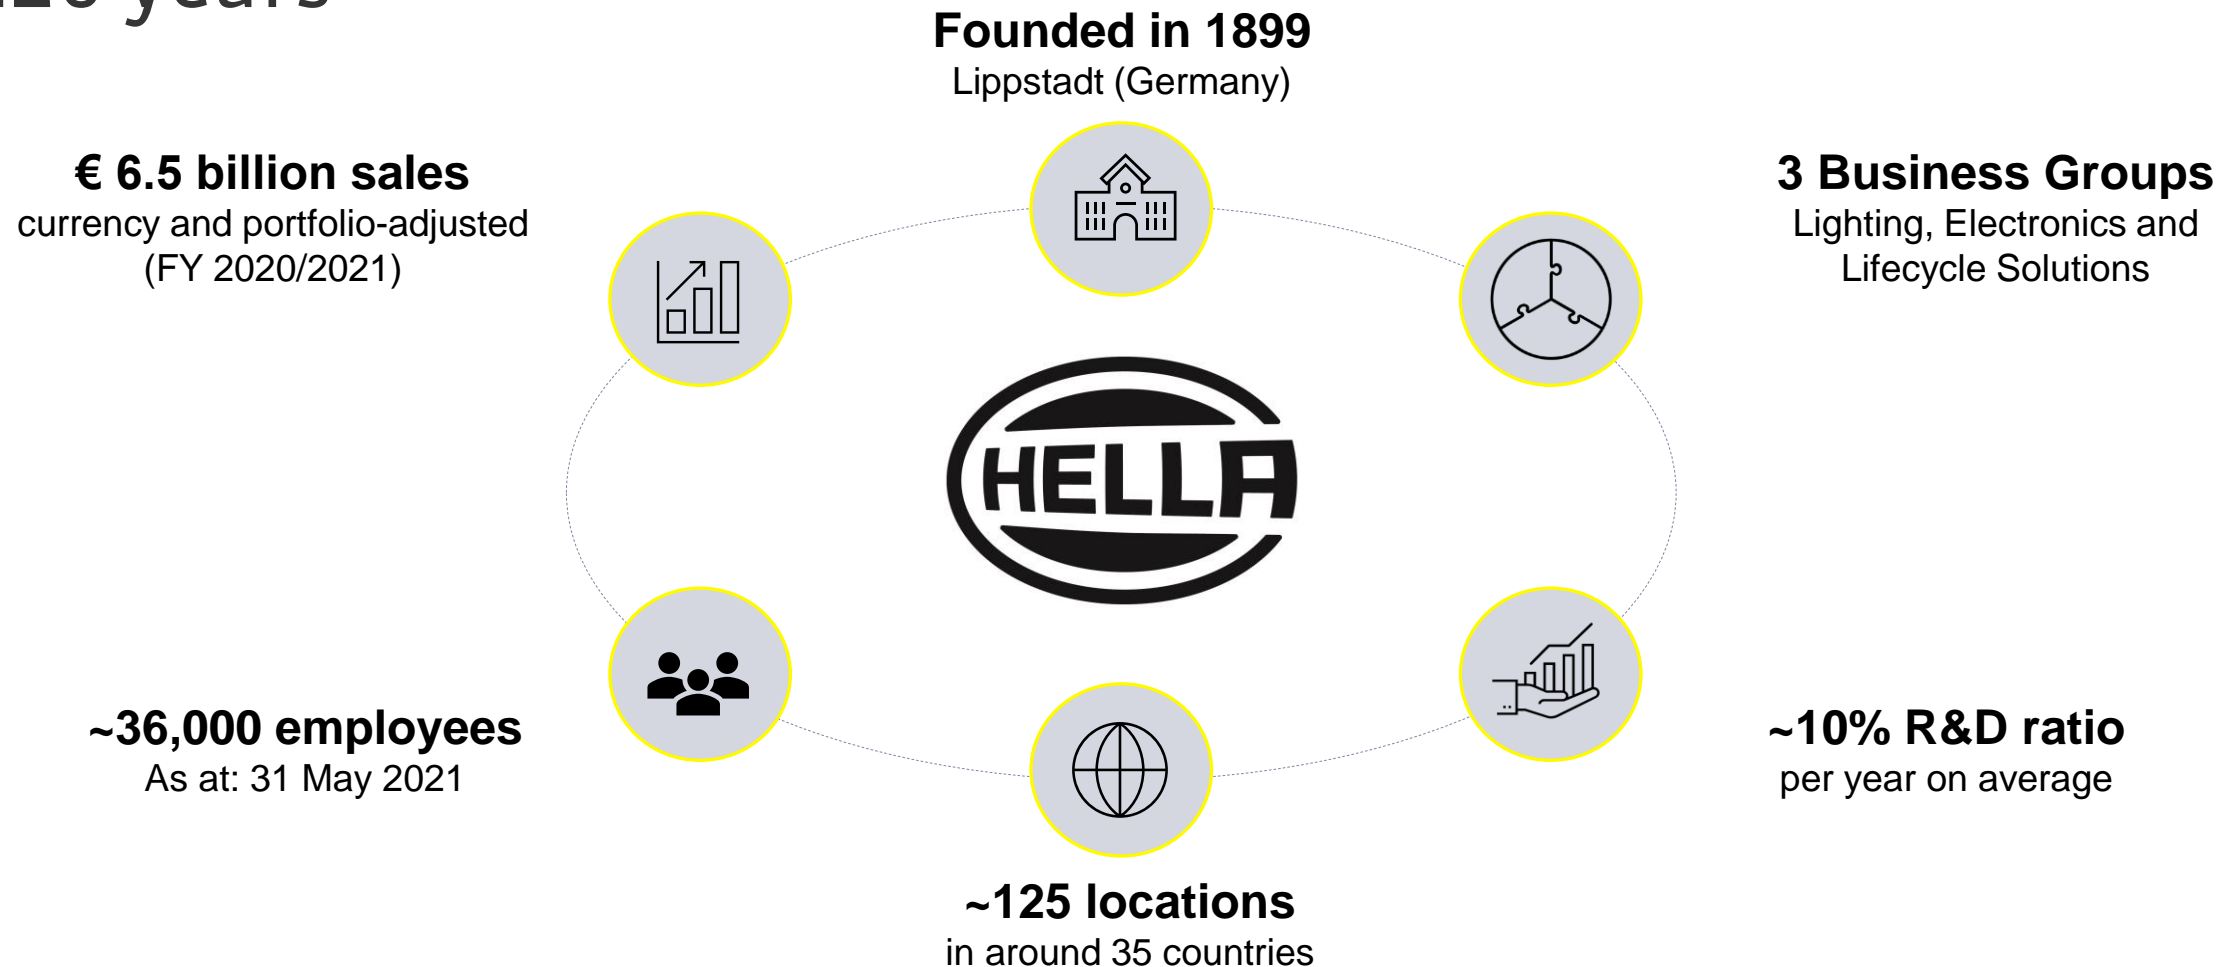 years
Founded in 1899
Lippstadt (Germany)
€ 6.5 billion sales
currency and portfolio-adjusted
(FY 2020/2021)
3 Business Groups
Lighting, Electronics and
Lifecycle Solutions
HELLA
~36,000 employees
As at: 31 May 2021
~10% R&D ratio
per year on average
~125 locations
in around 35 countries